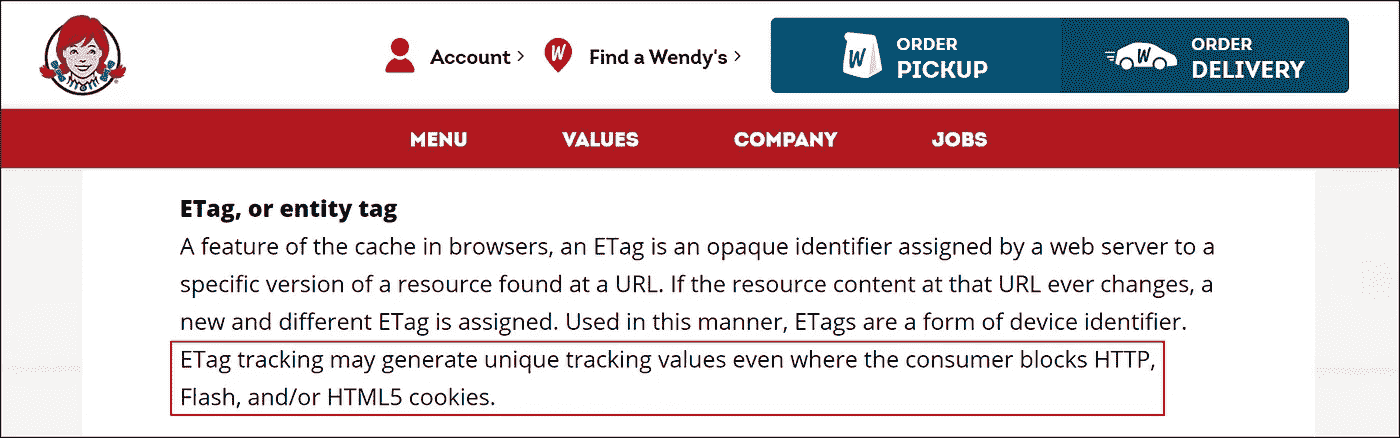 Account >
Find a Wendy's >
W
ORDER
PICKUP
W
ORDER
DELIVERY
W
MENU
VALUES
COMPANY
JOBS
ETag, or entity tag
A feature of the cache in browsers, an ETag is an opaque identifier assigned by a web server to a
specific version of a resource found at a URL. If the resource content at that URL ever changes, a
new and different ETag is assigned. Used in this manner, ETags are a form of device identifier.
ETag tracking may generate unique tracking values even where the consumer blocks HTTP,
Flash, and/or HTML5 cookies.